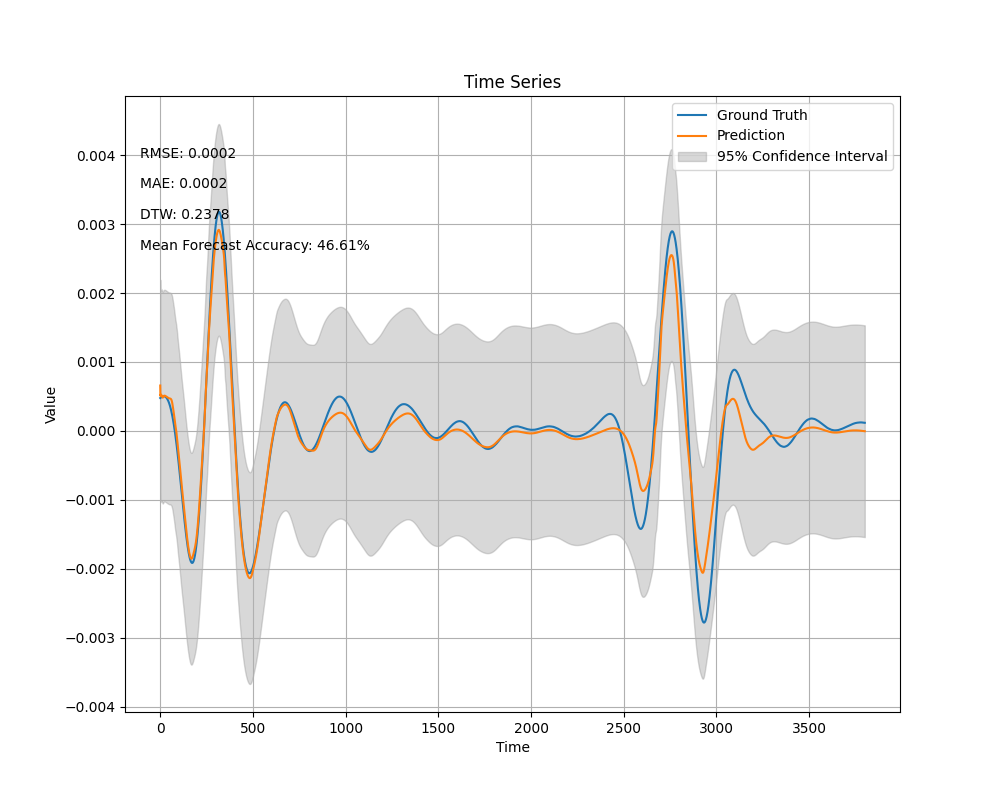 Time Series
Ground Truth
Prediction
95% Confidence Interval
RMSE: 0.0002
MAE: 0.0002
DTW: 0.2378
Mean Forecast Accuracy: 46.61%
Value
0.004
0.003
0.002
0.001
0.000
−0.001
−0.002
−0.003
−0.004
0 500 1000 1500 2000 2500 3000 3500
Time